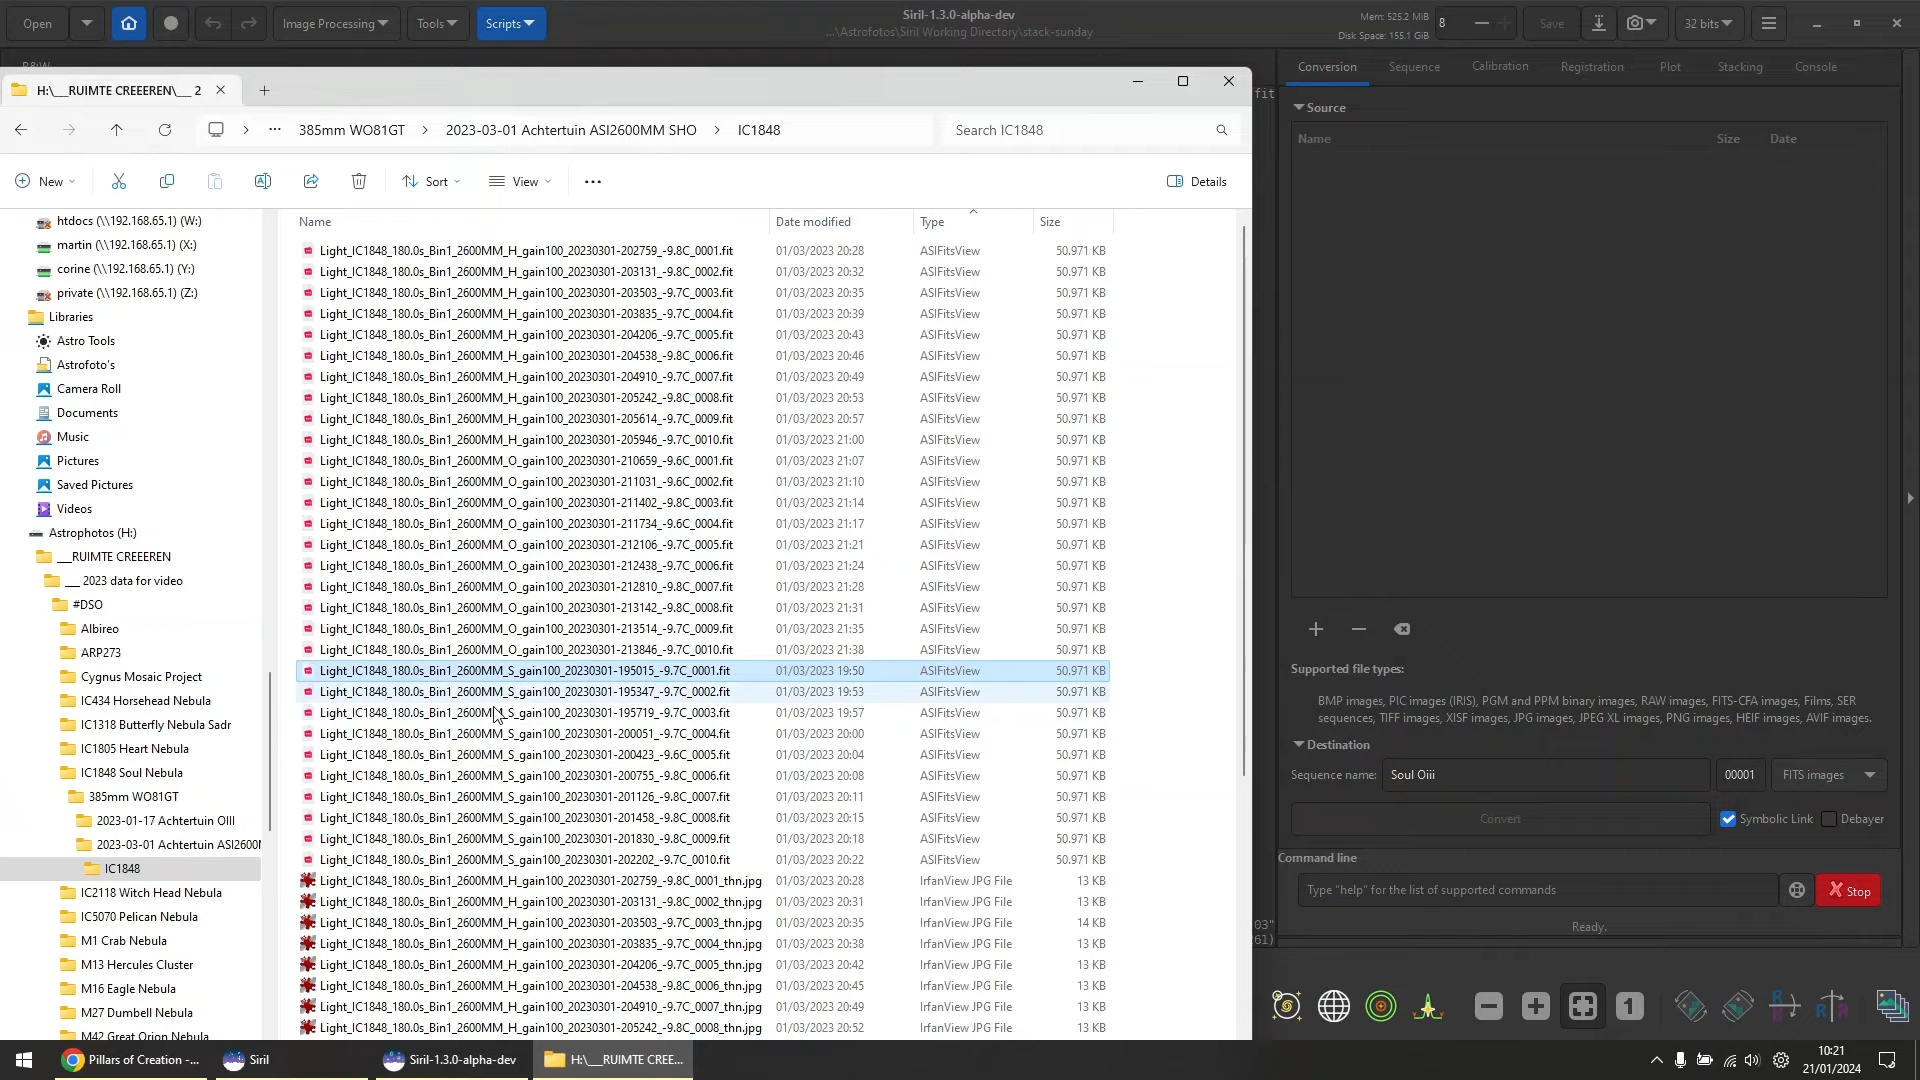 Open
Image Processing
Tools
Scripts
Siril-1.3.0-alpha-dev
...\Astrofotos\Siril Working Directory\stack-sunday
Mem: 525.2 MiB
Disk Space: 155.1 GiB
8
Save
32 bits
H:\__RUIMTE CREEEREN\__ 2
385mm WO81GT
2023-03-01 Achtertuin ASI2600MM SHO
IC1848
Search IC1848
New
Sort
View
Details
htdocs (\\192.168.65.1) (W:)
martin (\\192.168.65.1) (X:)
corine (\\192.168.65.1) (Y:)
private (\\192.168.65.1) (Z:)
Libraries
Astro Tools
Astrofoto's
Camera Roll
Documents
Music
Pictures
Saved Pictures
Videos
Astrophotos (H:)
__RUIMTE CREEEREN
__ 2023 data for video
#DSO
Albireo
ARP273
Cygnus Mosaic Project
IC434 Horsehead Nebula
IC1318 Butterfly Nebula Sadr
IC1805 Heart Nebula
IC1848 Soul Nebula
385mm WO81GT
2023-01-17 Achtertuin OIII
2023-03-01 Achtertuin ASI2600M
IC1848
IC2118 Witch Head Nebula
IC5070 Pelican Nebula
M1 Crab Nebula
M13 Hercules Cluster
M16 Eagle Nebula
M27 Dumbell Nebula
M42 Great Orion Nebula
Name Date modified Type Size
Light_IC1848_180.0s_Bin1_2600MM_H_gain100_20230301-202759_-9.8C_0001.fit 01/03/2023 20:28 ASIFitsView 50.971 KB
Light_IC1848_180.0s_Bin1_2600MM_H_gain100_20230301-203131_-9.8C_0002.fit 01/03/2023 20:32 ASIFitsView 50.971 KB
Light_IC1848_180.0s_Bin1_2600MM_H_gain100_20230301-203503_-9.7C_0003.fit 01/03/2023 20:35 ASIFitsView 50.971 KB
Light_IC1848_180.0s_Bin1_2600MM_H_gain100_20230301-203835_-9.7C_0004.fit 01/03/2023 20:39 ASIFitsView 50.971 KB
Light_IC1848_180.0s_Bin1_2600MM_H_gain100_20230301-204206_-9.7C_0005.fit 01/03/2023 20:43 ASIFitsView 50.971 KB
Light_IC1848_180.0s_Bin1_2600MM_H_gain100_20230301-204538_-9.8C_0006.fit 01/03/2023 20:46 ASIFitsView 50.971 KB
Light_IC1848_180.0s_Bin1_2600MM_H_gain100_20230301-204910_-9.7C_0007.fit 01/03/2023 20:49 ASIFitsView 50.971 KB
Light_IC1848_180.0s_Bin1_2600MM_H_gain100_20230301-205242_-9.8C_0008.fit 01/03/2023 20:53 ASIFitsView 50.971 KB
Light_IC1848_180.0s_Bin1_2600MM_H_gain100_20230301-205614_-9.7C_0009.fit 01/03/2023 20:57 ASIFitsView 50.971 KB
Light_IC1848_180.0s_Bin1_2600MM_H_gain100_20230301-205946_-9.7C_0010.fit 01/03/2023 21:00 ASIFitsView 50.971 KB
Light_IC1848_180.0s_Bin1_2600MM_O_gain100_20230301-210659_-9.6C_0001.fit 01/03/2023 21:07 ASIFitsView 50.971 KB
Light_IC1848_180.0s_Bin1_2600MM_O_gain100_20230301-211031_-9.6C_0002.fit 01/03/2023 21:10 ASIFitsView 50.971 KB
Light_IC1848_180.0s_Bin1_2600MM_O_gain100_20230301-211402_-9.8C_0003.fit 01/03/2023 21:14 ASIFitsView 50.971 KB
Light_IC1848_180.0s_Bin1_2600MM_O_gain100_20230301-211734_-9.6C_0004.fit 01/03/2023 21:17 ASIFitsView 50.971 KB
Light_IC1848_180.0s_Bin1_2600MM_O_gain100_20230301-212106_-9.7C_0005.fit 01/03/2023 21:21 ASIFitsView 50.971 KB
Light_IC1848_180.0s_Bin1_2600MM_O_gain100_20230301-212438_-9.7C_0006.fit 01/03/2023 21:24 ASIFitsView 50.971 KB
Light_IC1848_180.0s_Bin1_2600MM_O_gain100_20230301-212810_-9.8C_0007.fit 01/03/2023 21:28 ASIFitsView 50.971 KB
Light_IC1848_180.0s_Bin1_2600MM_O_gain100_20230301-213142_-9.8C_0008.fit 01/03/2023 21:31 ASIFitsView 50.971 KB
Light_IC1848_180.0s_Bin1_2600MM_O_gain100_20230301-213514_-9.7C_0009.fit 01/03/2023 21:35 ASIFitsView 50.971 KB
Light_IC1848_180.0s_Bin1_2600MM_O_gain100_20230301-213846_-9.7C_0010.fit 01/03/2023 21:38 ASIFitsView 50.971 KB
Light_IC1848_180.0s_Bin1_2600MM_S_gain100_20230301-195015_-9.7C_0001.fit 01/03/2023 19:50 ASIFitsView 50.971 KB
Light_IC1848_180.0s_Bin1_2600MM_S_gain100_20230301-195347_-9.7C_0002.fit 01/03/2023 19:53 ASIFitsView 50.971 KB
Light_IC1848_180.0s_Bin1_2600MM_S_gain100_20230301-195719_-9.7C_0003.fit 01/03/2023 19:57 ASIFitsView 50.971 KB
Light_IC1848_180.0s_Bin1_2600MM_S_gain100_20230301-200051_-9.7C_0004.fit 01/03/2023 20:00 ASIFitsView 50.971 KB
Light_IC1848_180.0s_Bin1_2600MM_S_gain100_20230301-200423_-9.6C_0005.fit 01/03/2023 20:04 ASIFitsView 50.971 KB
Light_IC1848_180.0s_Bin1_2600MM_S_gain100_20230301-200755_-9.8C_0006.fit 01/03/2023 20:08 ASIFitsView 50.971 KB
Light_IC1848_180.0s_Bin1_2600MM_S_gain100_20230301-201126_-9.8C_0007.fit 01/03/2023 20:11 ASIFitsView 50.971 KB
Light_IC1848_180.0s_Bin1_2600MM_S_gain100_20230301-201458_-9.8C_0008.fit 01/03/2023 20:15 ASIFitsView 50.971 KB
Light_IC1848_180.0s_Bin1_2600MM_S_gain100_20230301-201830_-9.8C_0009.fit 01/03/2023 20:18 ASIFitsView 50.971 KB
Light_IC1848_180.0s_Bin1_2600MM_S_gain100_20230301-202202_-9.7C_0010.fit 01/03/2023 20:22 ASIFitsView 50.971 KB
Light_IC1848_180.0s_Bin1_2600MM_H_gain100_20230301-202759_-9.8C_0001_thn.jpg 01/03/2023 20:28 IrfanView JPG File 13 KB
Light_IC1848_180.0s_Bin1_2600MM_H_gain100_20230301-203131_-9.8C_0002_thn.jpg 01/03/2023 20:31 IrfanView JPG File 13 KB
Light_IC1848_180.0s_Bin1_2600MM_H_gain100_20230301-203503_-9.7C_0003_thn.jpg 01/03/2023 20:35 IrfanView JPG File 14 KB
Light_IC1848_180.0s_Bin1_2600MM_H_gain100_20230301-203835_-9.7C_0004_thn.jpg 01/03/2023 20:38 IrfanView JPG File 13 KB
Light_IC1848_180.0s_Bin1_2600MM_H_gain100_20230301-204206_-9.7C_0005_thn.jpg 01/03/2023 20:42 IrfanView JPG File 13 KB
Light_IC1848_180.0s_Bin1_2600MM_H_gain100_20230301-204538_-9.8C_0006_thn.jpg 01/03/2023 20:45 IrfanView JPG File 13 KB
Light_IC1848_180.0s_Bin1_2600MM_H_gain100_20230301-204910_-9.7C_0007_thn.jpg 01/03/2023 20:49 IrfanView JPG File 13 KB
Light_IC1848_180.0s_Bin1_2600MM_H_gain100_20230301-205242_-9.8C_0008_thn.jpg 01/03/2023 20:52 IrfanView JPG File 13 KB
fit
03"
61)
Conversion Sequence Calibration Registration Plot Stacking Console
Source
Name Size Date
Supported file types:
BMP images, PIC images (IRIS), PGM and PPM binary images, RAW images, FITS-CFA images, Films, SER
sequences, TIFF images, XISF images, JPG images, JPEG XL images, PNG images, HEIF images, AVIF images.
Destination
Sequence name: Soul Oiii 00001 FITS images
Convert Symbolic Link Debayer
Command line
Type "help" for the list of supported commands Stop
Ready.
Pillars of Creation -...
Siril
Siril-1.3.0-alpha-dev
H:\__RUIMTE CREE...
10:21
21/01/2024